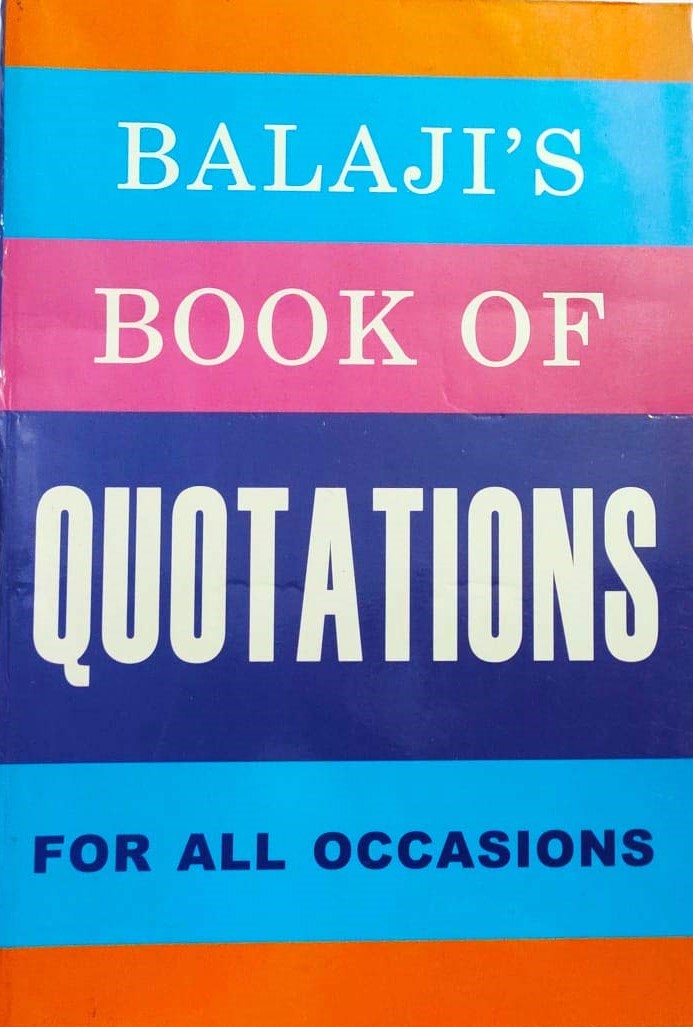 BALAJI'S
BOOK OF
QUOTATIONS
FOR ALL OCCASIONS